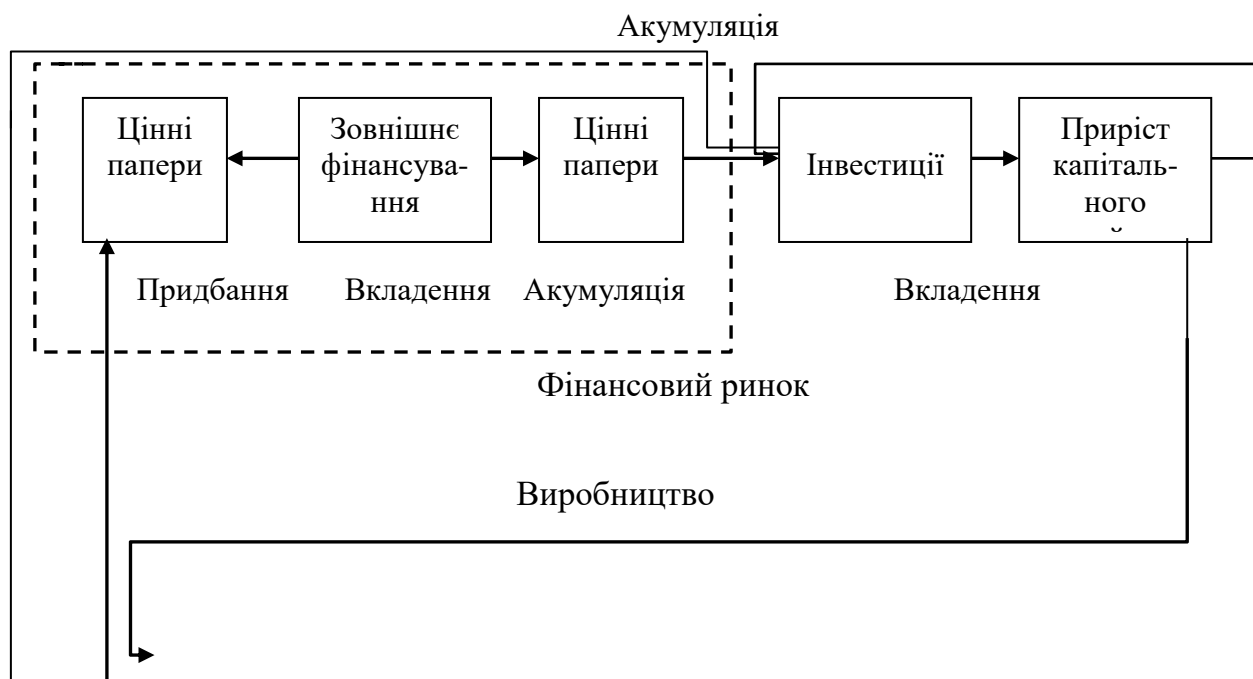 Акумуляція
Цінні
папери
Зовнішнє
фінансува-
ння
Цінні
папери
Інвестиції
Приріст
капіталь-
ного
Придбання
Вкладення
Акумуляція
Вкладення
Фінансовий ринок
Виробництво